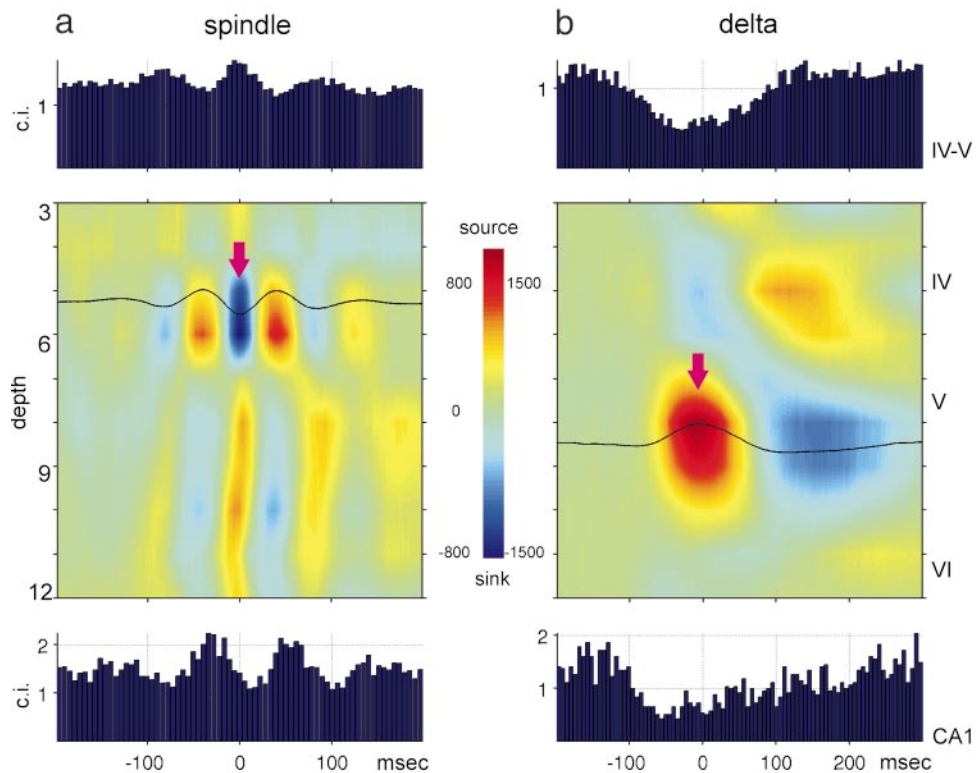 a spindle
b delta
c.i.
1
1
IV-V
3
6
9
12
depth
source
800 1500
0
-800 -1500
sink
IV
V
VI
c.i.
2
1
2
1
CA1
-100 0 100 msec
-100 0 100 200 msec